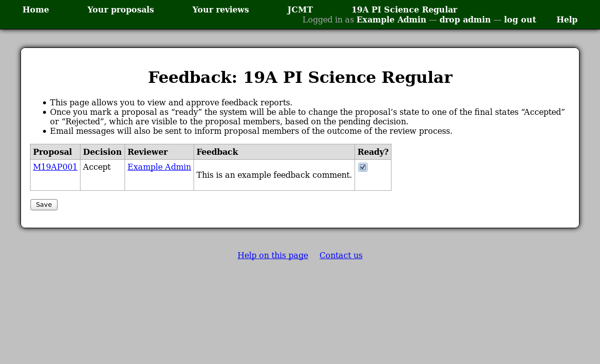 Home Your proposals Your reviews JCMT 19A PI Science Regular
Logged in as Example Admin — drop admin — log out Help
Feedback: 19A PI Science Regular
• This page allows you to view and approve feedback reports.
• Once you mark a proposal as “ready” the system will be able to change the proposal’s state to one of the final states “Accepted”
or “Rejected”, which are visible to the proposal members, based on the pending decision.
• Email messages will also be sent to inform proposal members of the outcome of the review process.
Proposal Decision Reviewer Feedback Ready?
M19AP001 Accept Example Admin
This is an example feedback comment.
Save
Help on this page Contact us